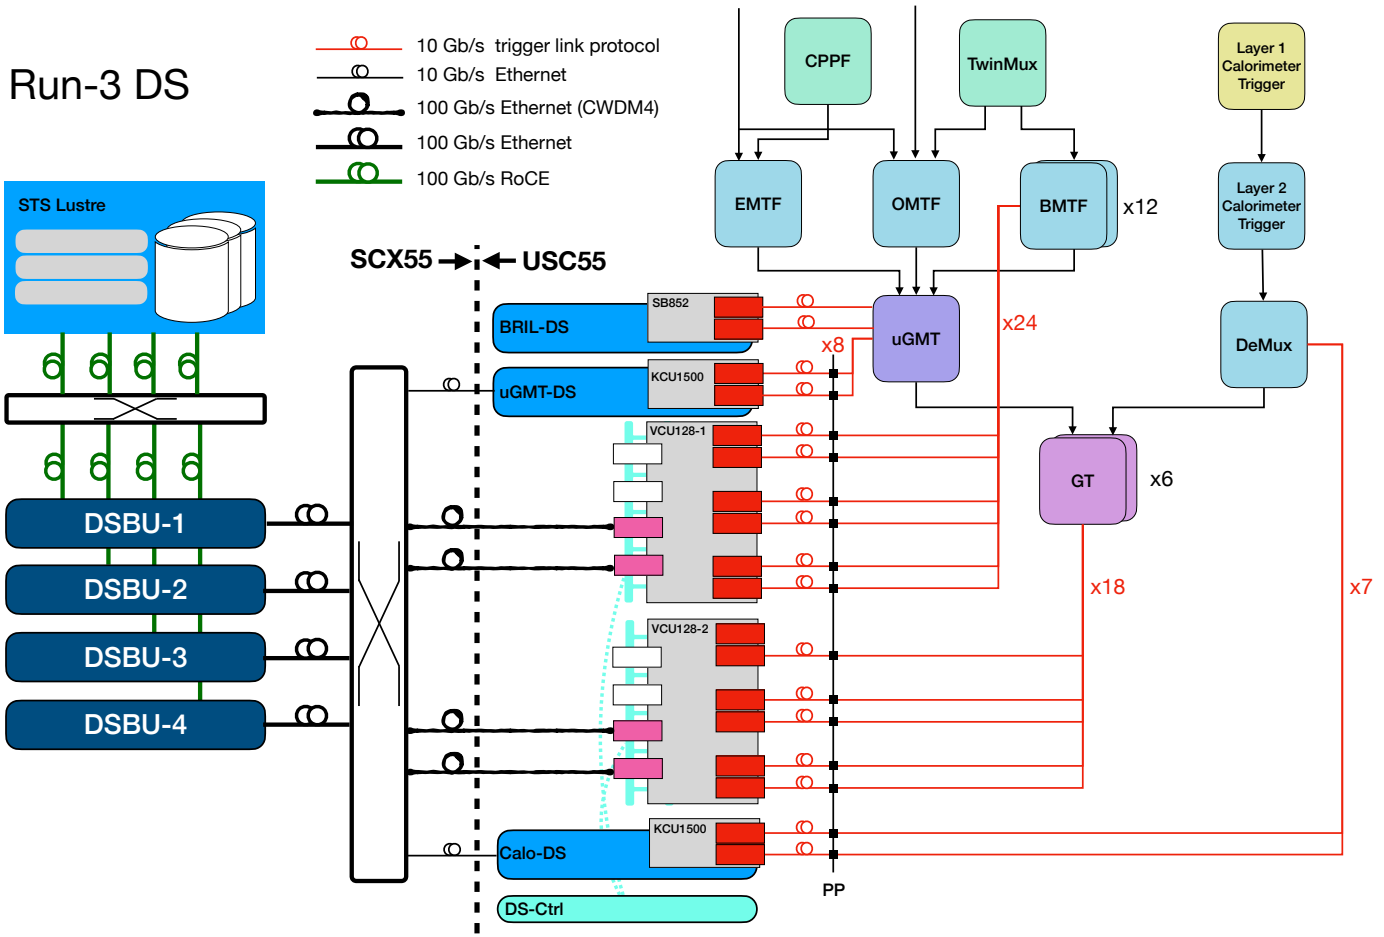 Run-3 DS
10 Gb/s trigger link protocol
10 Gb/s Ethernet
100 Gb/s Ethernet (CWDM4)
100 Gb/s Ethernet
100 Gb/s RoCE
CPPF
TwinMux
Layer 1
Calorimeter
Trigger
EMTF
OMTF
BMTF
x12
Layer 2
Calorimeter
Trigger
STS Lustre
SCX55
USC55
BRIL-DS
SB852
x8
uGMT
x24
DeMux
uGMT-DS
KCU1500
VCU128-1
GT
x6
DSBU-1
DSBU-2
DSBU-3
DSBU-4
x18
x7
VCU128-2
KCU1500
Calo-DS
PP
DS-Ctrl